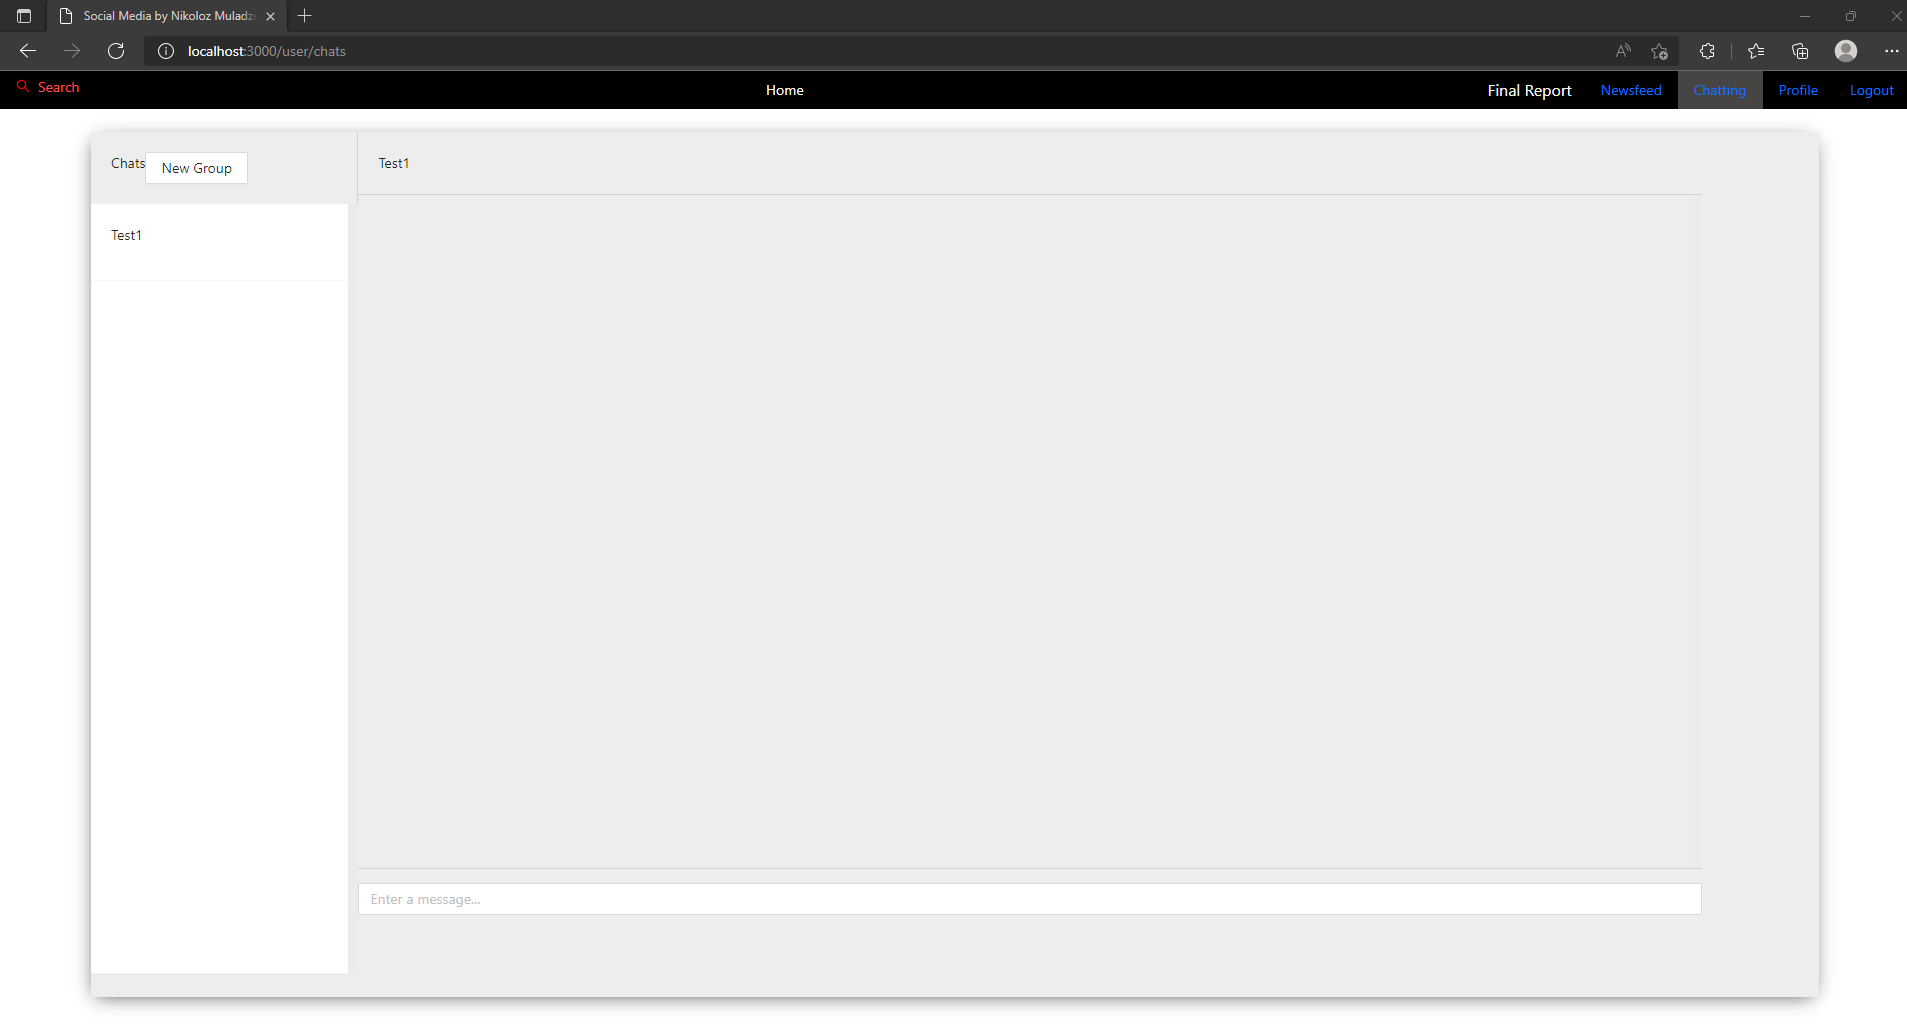 Social Media by Nikoloz Muladze
localhost:3000/user/chats
Search
Home
Final Report
Newsfeed
Chatting
Profile
Logout
Chats
New Group
Test1
Test1
Enter a message...